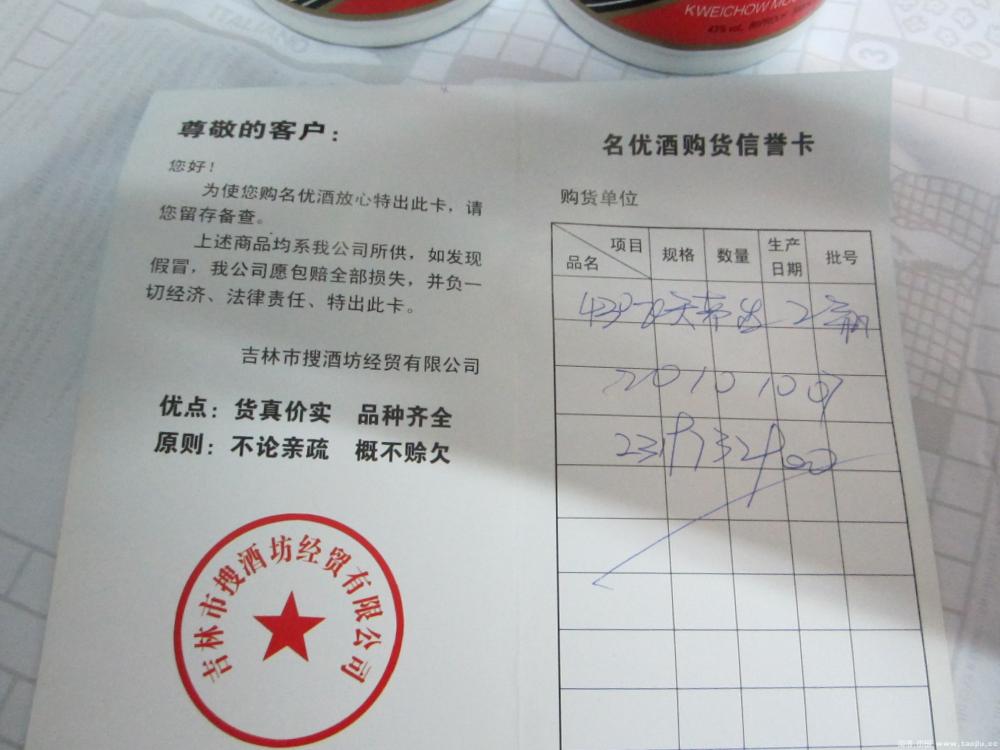 KWEICHOW MOU
43% vol.
尊敬的客户：
您好！
为使您购名优酒放心特出此卡，请
您留存备查。
上述商品均系我公司所供，如发现
假冒，我公司愿包赔全部损失，并负一
切经济、法律责任、特出此卡。
吉林市搜酒坊经贸有限公司
优点：货真价实 品种齐全
原则：不论亲疏 概不赊欠
吉林市搜酒坊经贸有限公司
名优酒购货信誉卡
购货单位
项目
品名 规格 数量 生产日期 批号
2瓶
2010 10 09